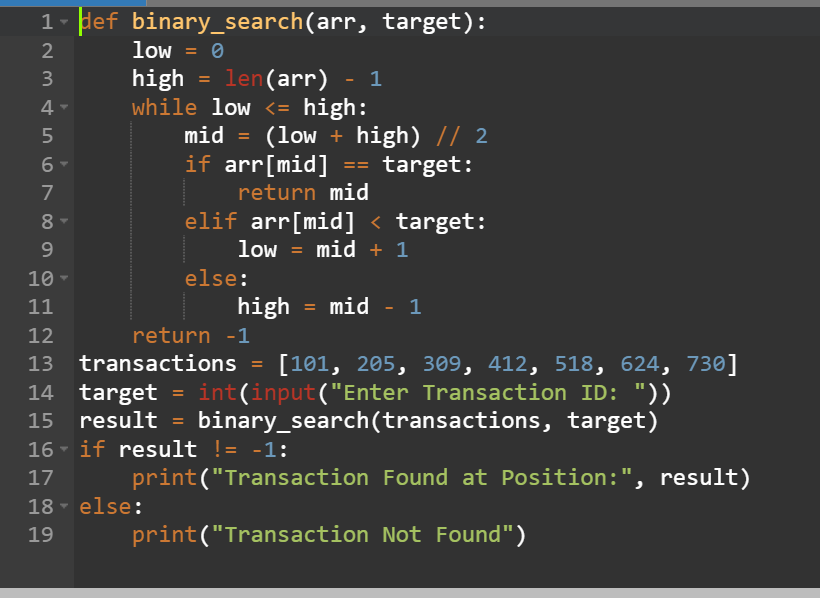 1 def binary_search(arr, target):
2     low = 0
3     high = len(arr) - 1
4     while low <= high:
5         mid = (low + high) // 2
6         if arr[mid] == target:
7             return mid
8         elif arr[mid] < target:
9             low = mid + 1
10         else:
11             high = mid - 1
12     return -1
13 transactions = [101, 205, 309, 412, 518, 624, 730]
14 target = int(input("Enter Transaction ID: "))
15 result = binary_search(transactions, target)
16 if result != -1:
17     print("Transaction Found at Position:", result)
18 else:
19     print("Transaction Not Found")